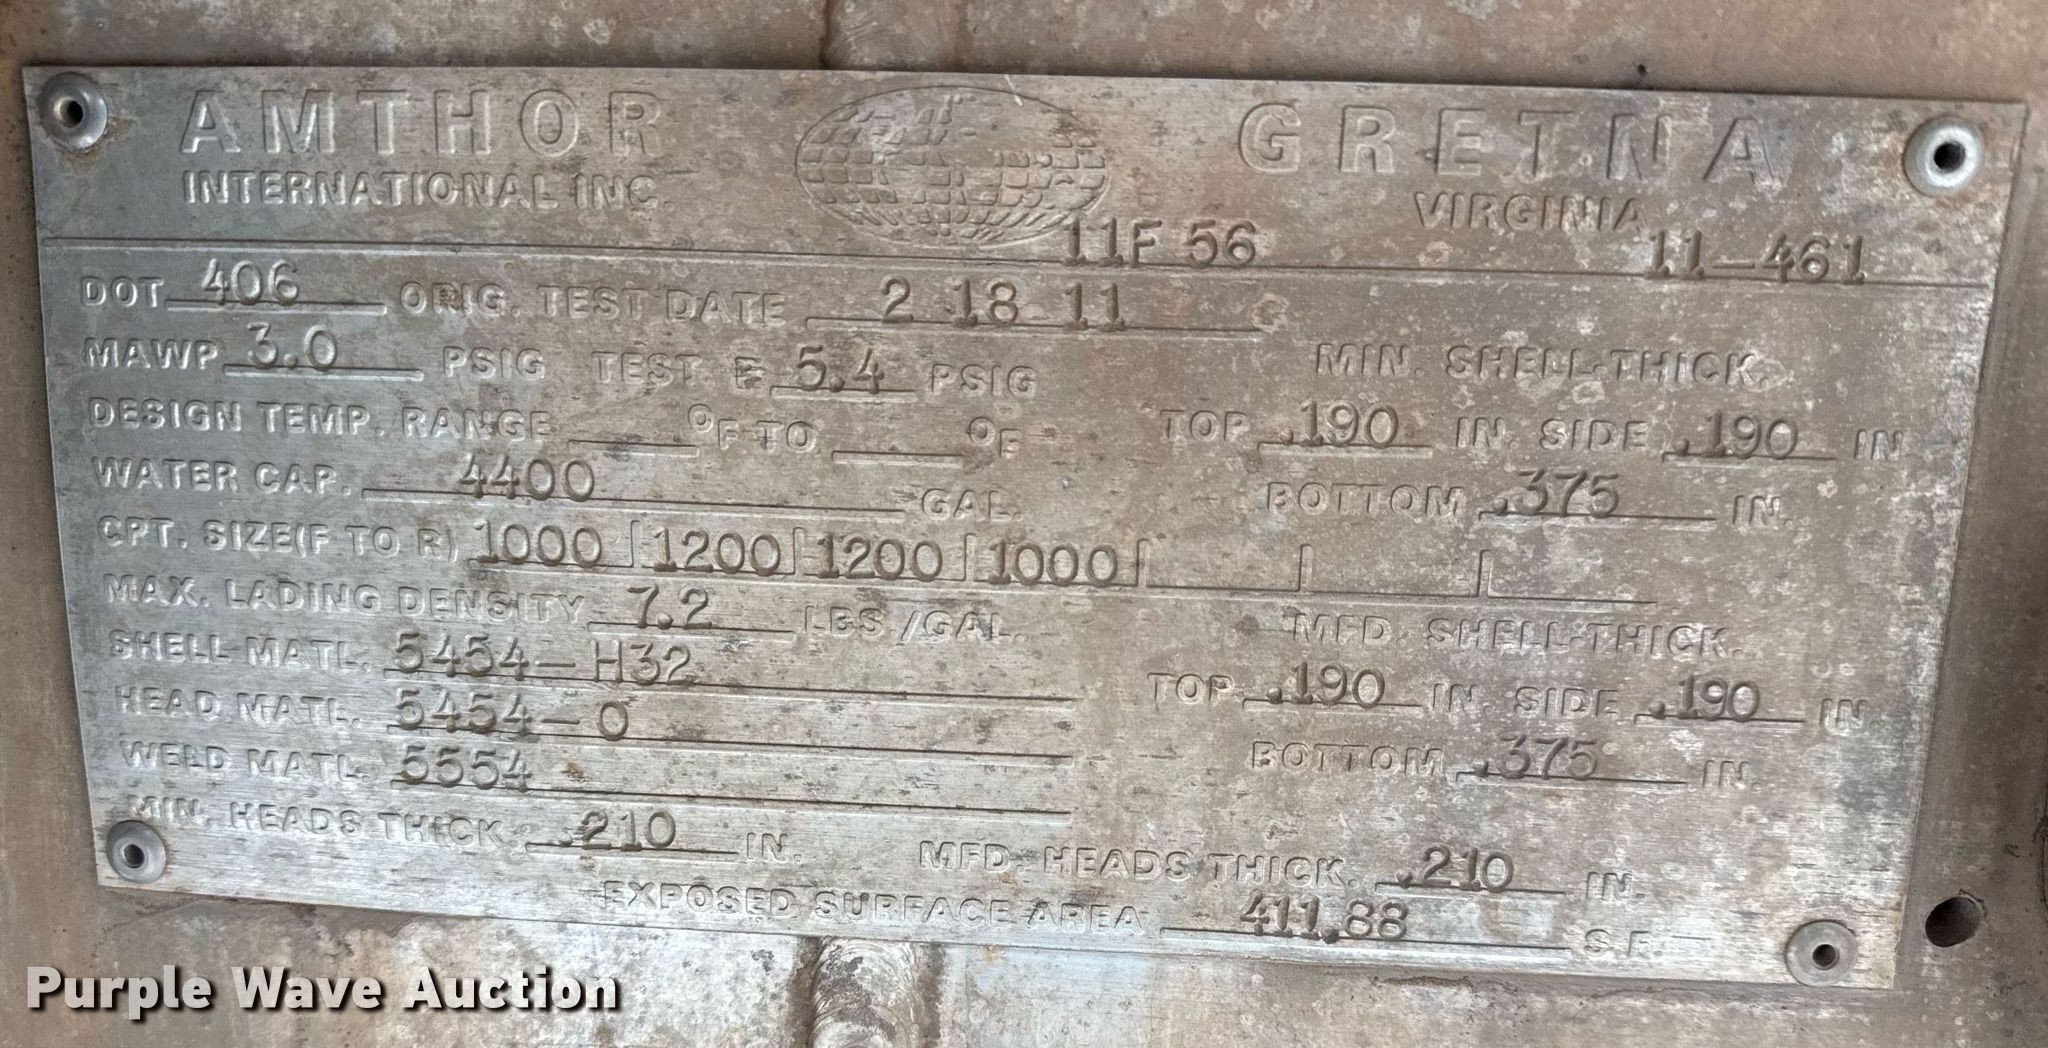 AMTHOR GRETNA
INTERNATIONAL INC. VIRGINIA
11F 56 11-461
DOT 406 ORIG. TEST DATE 2 18 11
MAWP 3.0 PSIG TEST P 5.4 PSIG MIN. SHELL THICK.
DESIGN TEMP. RANGE °F TO °F TOP .190 IN. SIDE .190 IN
WATER CAP. 4400 GAL. BOTTOM .375 IN.
CPT. SIZE(F TO R) 1000 1200 1200 1000
MAX. LADING DENSITY 7.2 LBS/GAL. MFD. SHELL THICK.
SHELL MATL. 5454-H32 TOP .190 IN. SIDE .190 IN.
HEAD MATL. 5454-0 BOTTOM .375 IN.
WELD MATL. 5554
MIN. HEADS THICK. .210 IN. MFD. HEADS THICK. .210 IN.
EXPOSED SURFACE AREA 411.88 S.F.
Purple Wave Auction